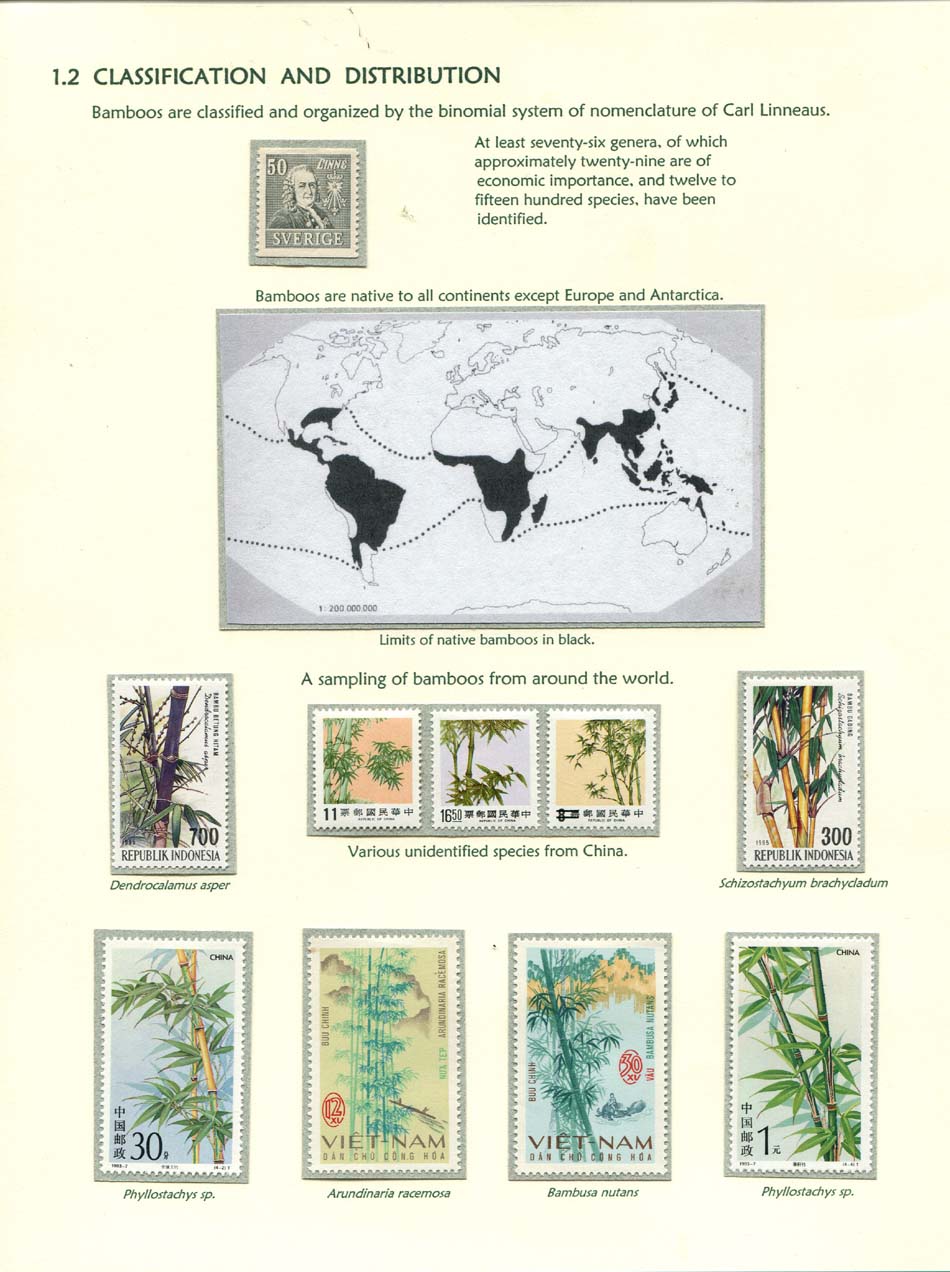 1.2 CLASSIFICATION AND DISTRIBUTION
Bamboos are classified and organized by the binomial system of nomenclature of Carl Linneaus.
50 LINNÉ
SVERIGE
At least seventy-six genera, of which
approximately twenty-nine are of
economic importance, and twelve to
fifteen hundred species, have been
identified.
Bamboos are native to all continents except Europe and Antarctica.
1: 200.000.000
Limits of native bamboos in black.
A sampling of bamboos from around the world.
BAMBU BETUNG HITAM
Dendrocalamus asper
1995
700
REPUBLIK INDONESIA
Dendrocalamus asper
11 票郵國民華中
REPUBLIC OF CHINA
16.50 票郵國民華中
REPUBLIC OF CHINA
8 郵國民華中
REPUBLIC OF CHINA
Various unidentified species from China.
BAMBU GADING
Schizostachyum brachycladum
1995
300
REPUBLIK INDONESIA
Schizostachyum brachycladum
CHINA
中国邮政
30分
1993-7
(4-2) T
Phyllostachys sp.
BUU CHINH
NUA TEP ARUNDINARIA RACEMOSA
12
XU
VIỆT-NAM
DÂN CHỦ CỘNG HÒA
Arundinaria racemosa
BUU CHINH
VÂU BAMBUSA NUTANS
30
XU
VIỆT-NAM
DÂN CHỦ CỘNG HÒA
Bambusa nutans
CHINA
中国邮政
1元
1993-7
(4-4) T
Phyllostachys sp.